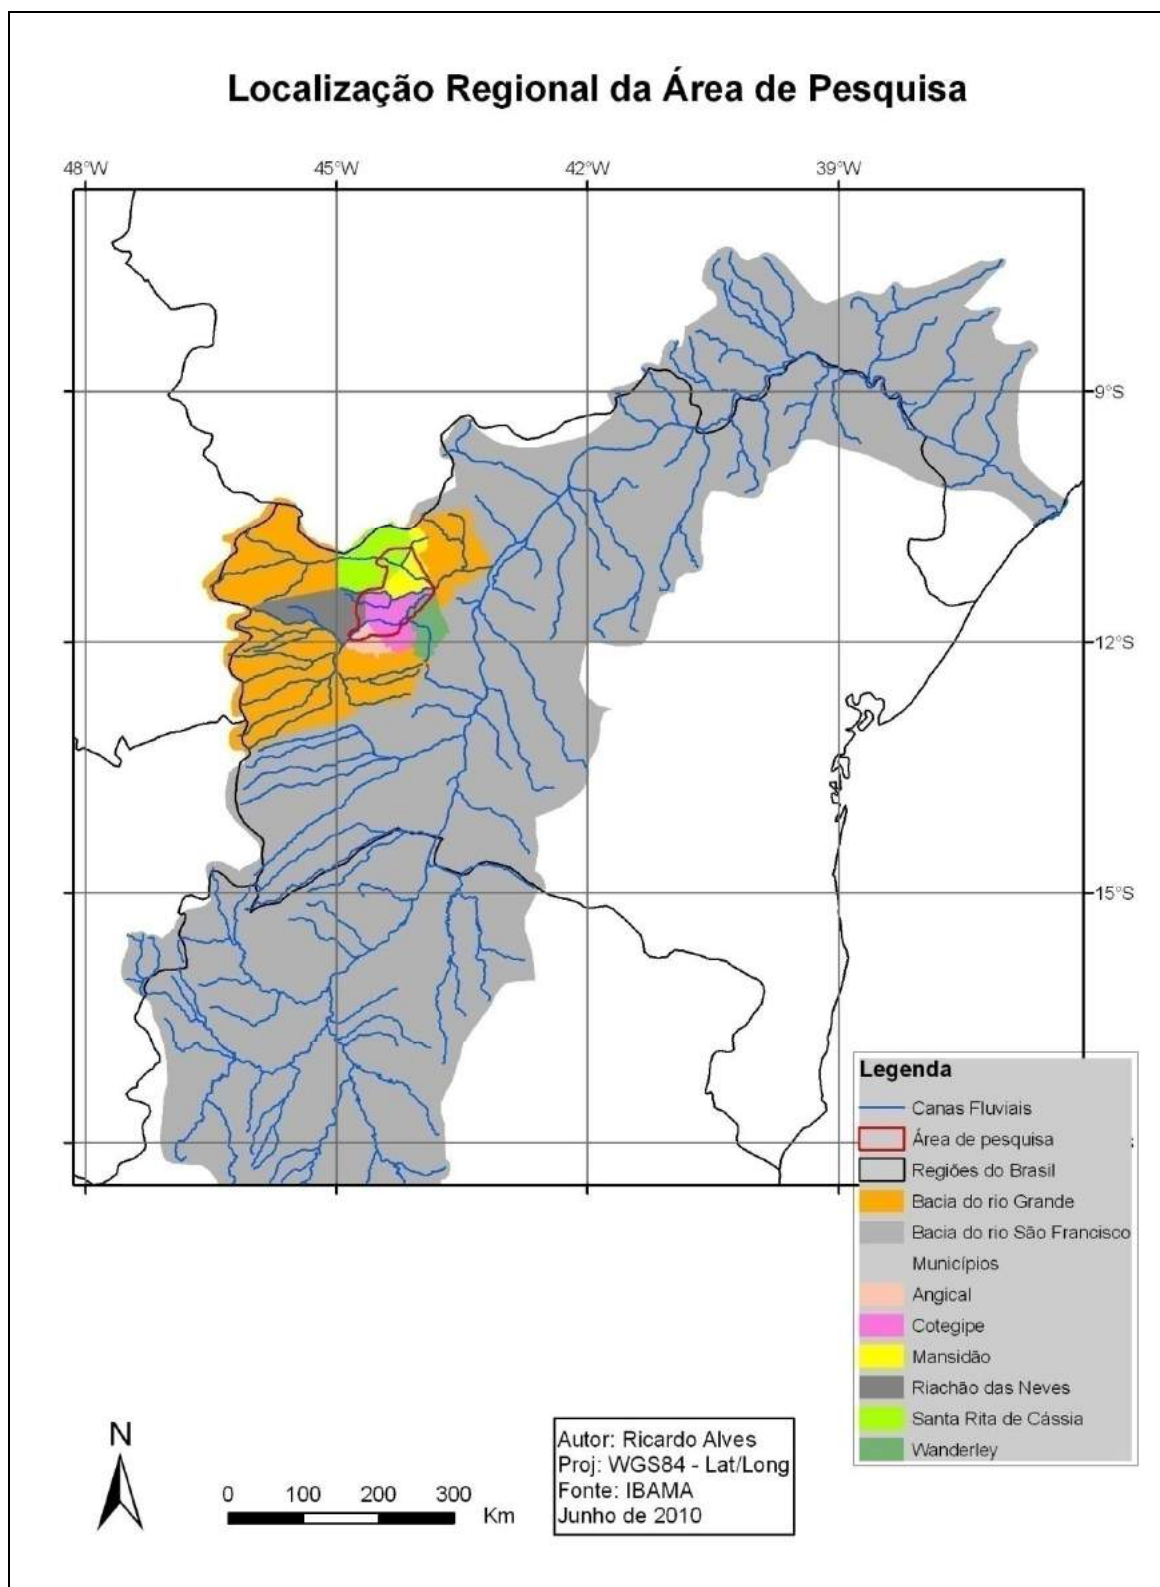 Localização Regional da Área de Pesquisa
48°W
45°W
42°W
39°W
9°S
12°S
15°S
Legenda
Canas Fluviais
Área de pesquisa
Regiões do Brasil
Bacia do rio Grande
Bacia do rio São Francisco
Municípios
Angical
Cotegipe
Mansidão
Riachão das Neves
Santa Rita de Cássia
Wanderley
N
0 100 200 300
Km
Autor: Ricardo Alves
Proj: WGS84 - Lat/Long
Fonte: IBAMA
Junho de 2010